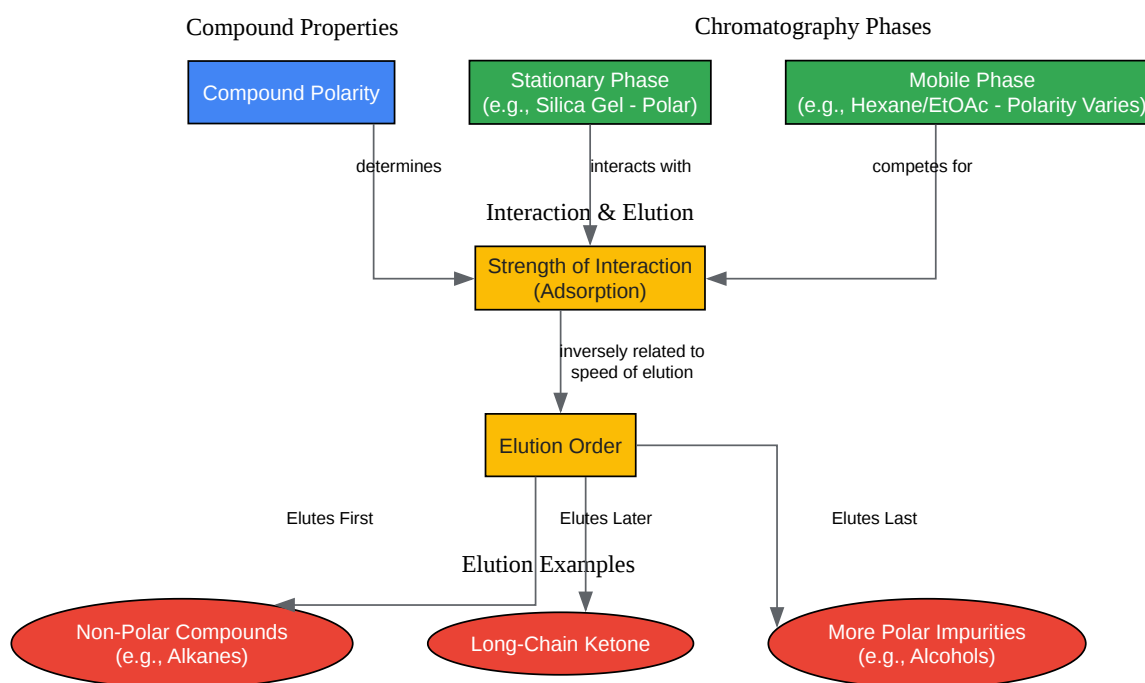 Compound Properties
Chromatography Phases
Compound Polarity
Stationary Phase
(e.g., Silica Gel - Polar)
Mobile Phase
(e.g., Hexane/EtOAc - Polarity Varies)
determines
interacts with
competes for
Interaction & Elution
Strength of Interaction
(Adsorption)
inversely related to
speed of elution
Elution Order
Elutes First
Elutes Later
Elutes Last
Elution Examples
Non-Polar Compounds
(e.g., Alkanes)
Long-Chain Ketone
More Polar Impurities
(e.g., Alcohols)